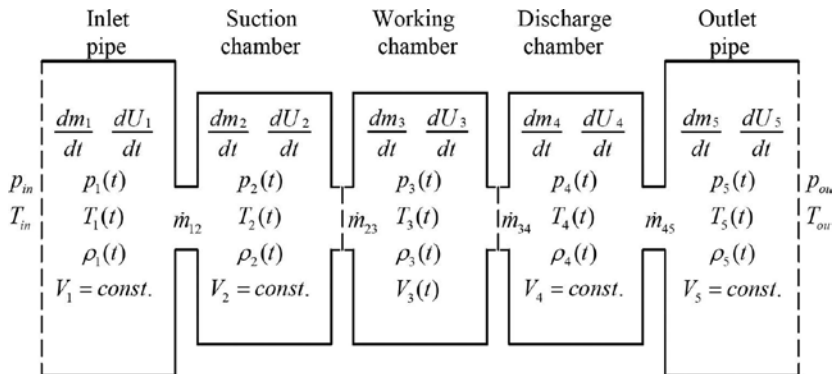 Inlet pipe Suction chamber Working chamber Discharge chamber Outlet pipe
dm₁/dt dU₁/dt dm₂/dt dU₂/dt dm₃/dt dU₃/dt dm₄/dt dU₄/dt dm₅/dt dU₅/dt
p_in p₁(t) p₂(t) p₃(t) p₄(t) p₅(t) p_ou
T_in T₁(t) ṁ₁₂ T₂(t) ṁ₂₃ T₃(t) ṁ₃₄ T₄(t) ṁ₄₅ T₅(t) T_ou
ρ₁(t) ρ₂(t) ρ₃(t) ρ₄(t) ρ₅(t)
V₁ = const. V₂ = const. V₃(t) V₄ = const. V₅ = const.